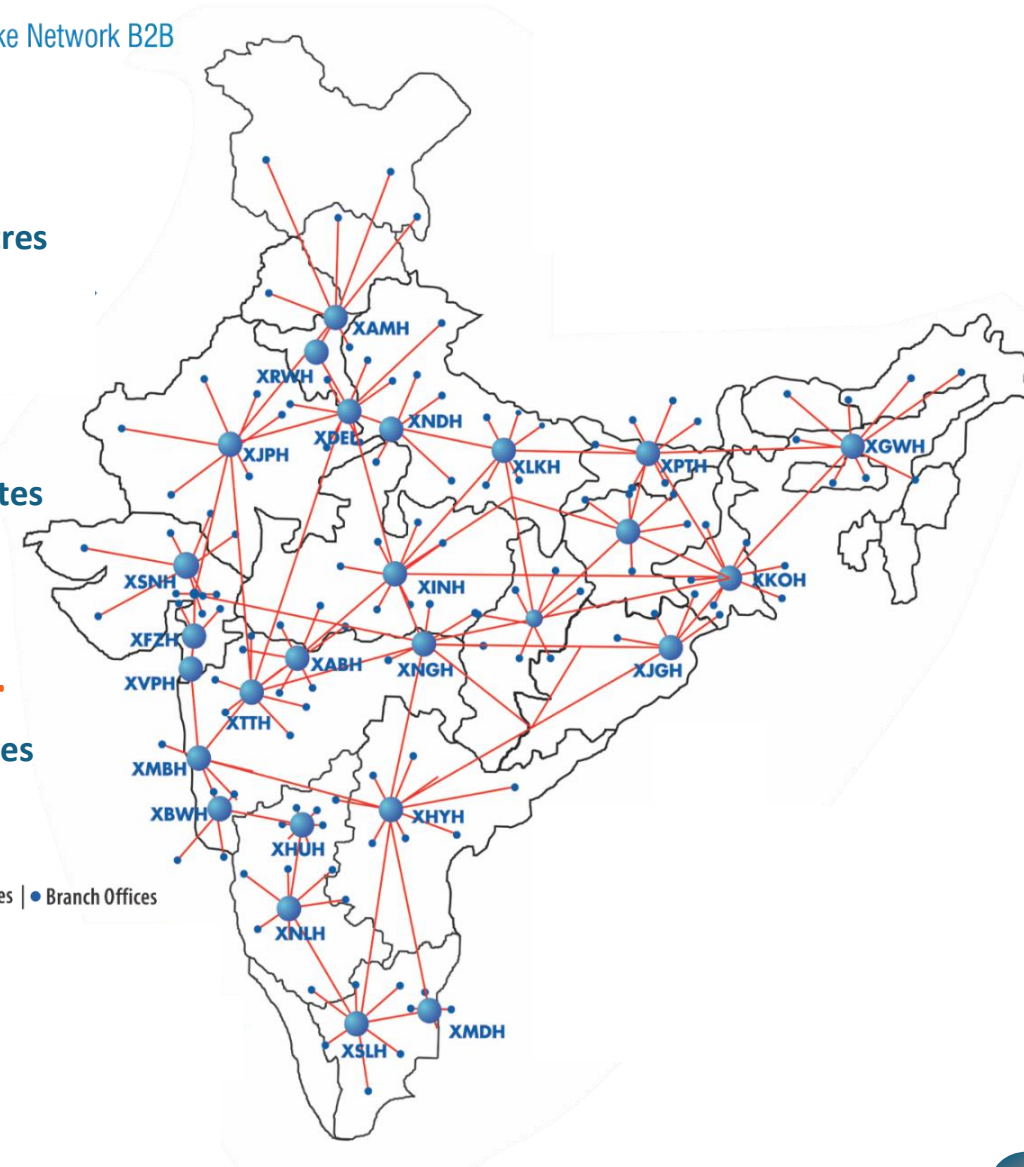 ke Network B2B
res
XAMH
XRWH
XDEL
XNDH
XJPH
XLKH
XPTH
XGWH
tes
XSNH
XINH
XKOH
XFZH
XABH
XNGH
XJGH
XVPH
XTTH
es
XMBH
XBWH
XHYH
XHUH
es | ● Branch Offices
XNLH
XMDH
XSLH